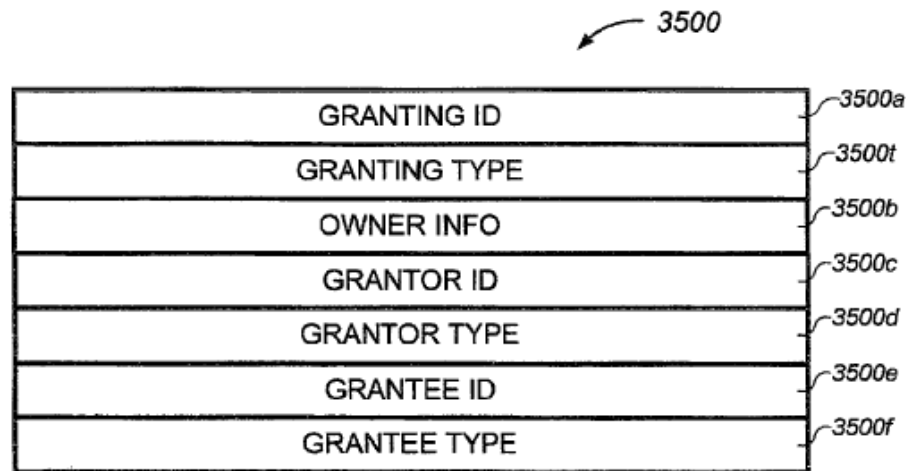 3500
GRANTING ID 3500a
GRANTING TYPE 3500t
OWNER INFO 3500b
GRANTOR ID 3500c
GRANTOR TYPE 3500d
GRANTEE ID 3500e
GRANTEE TYPE 3500f